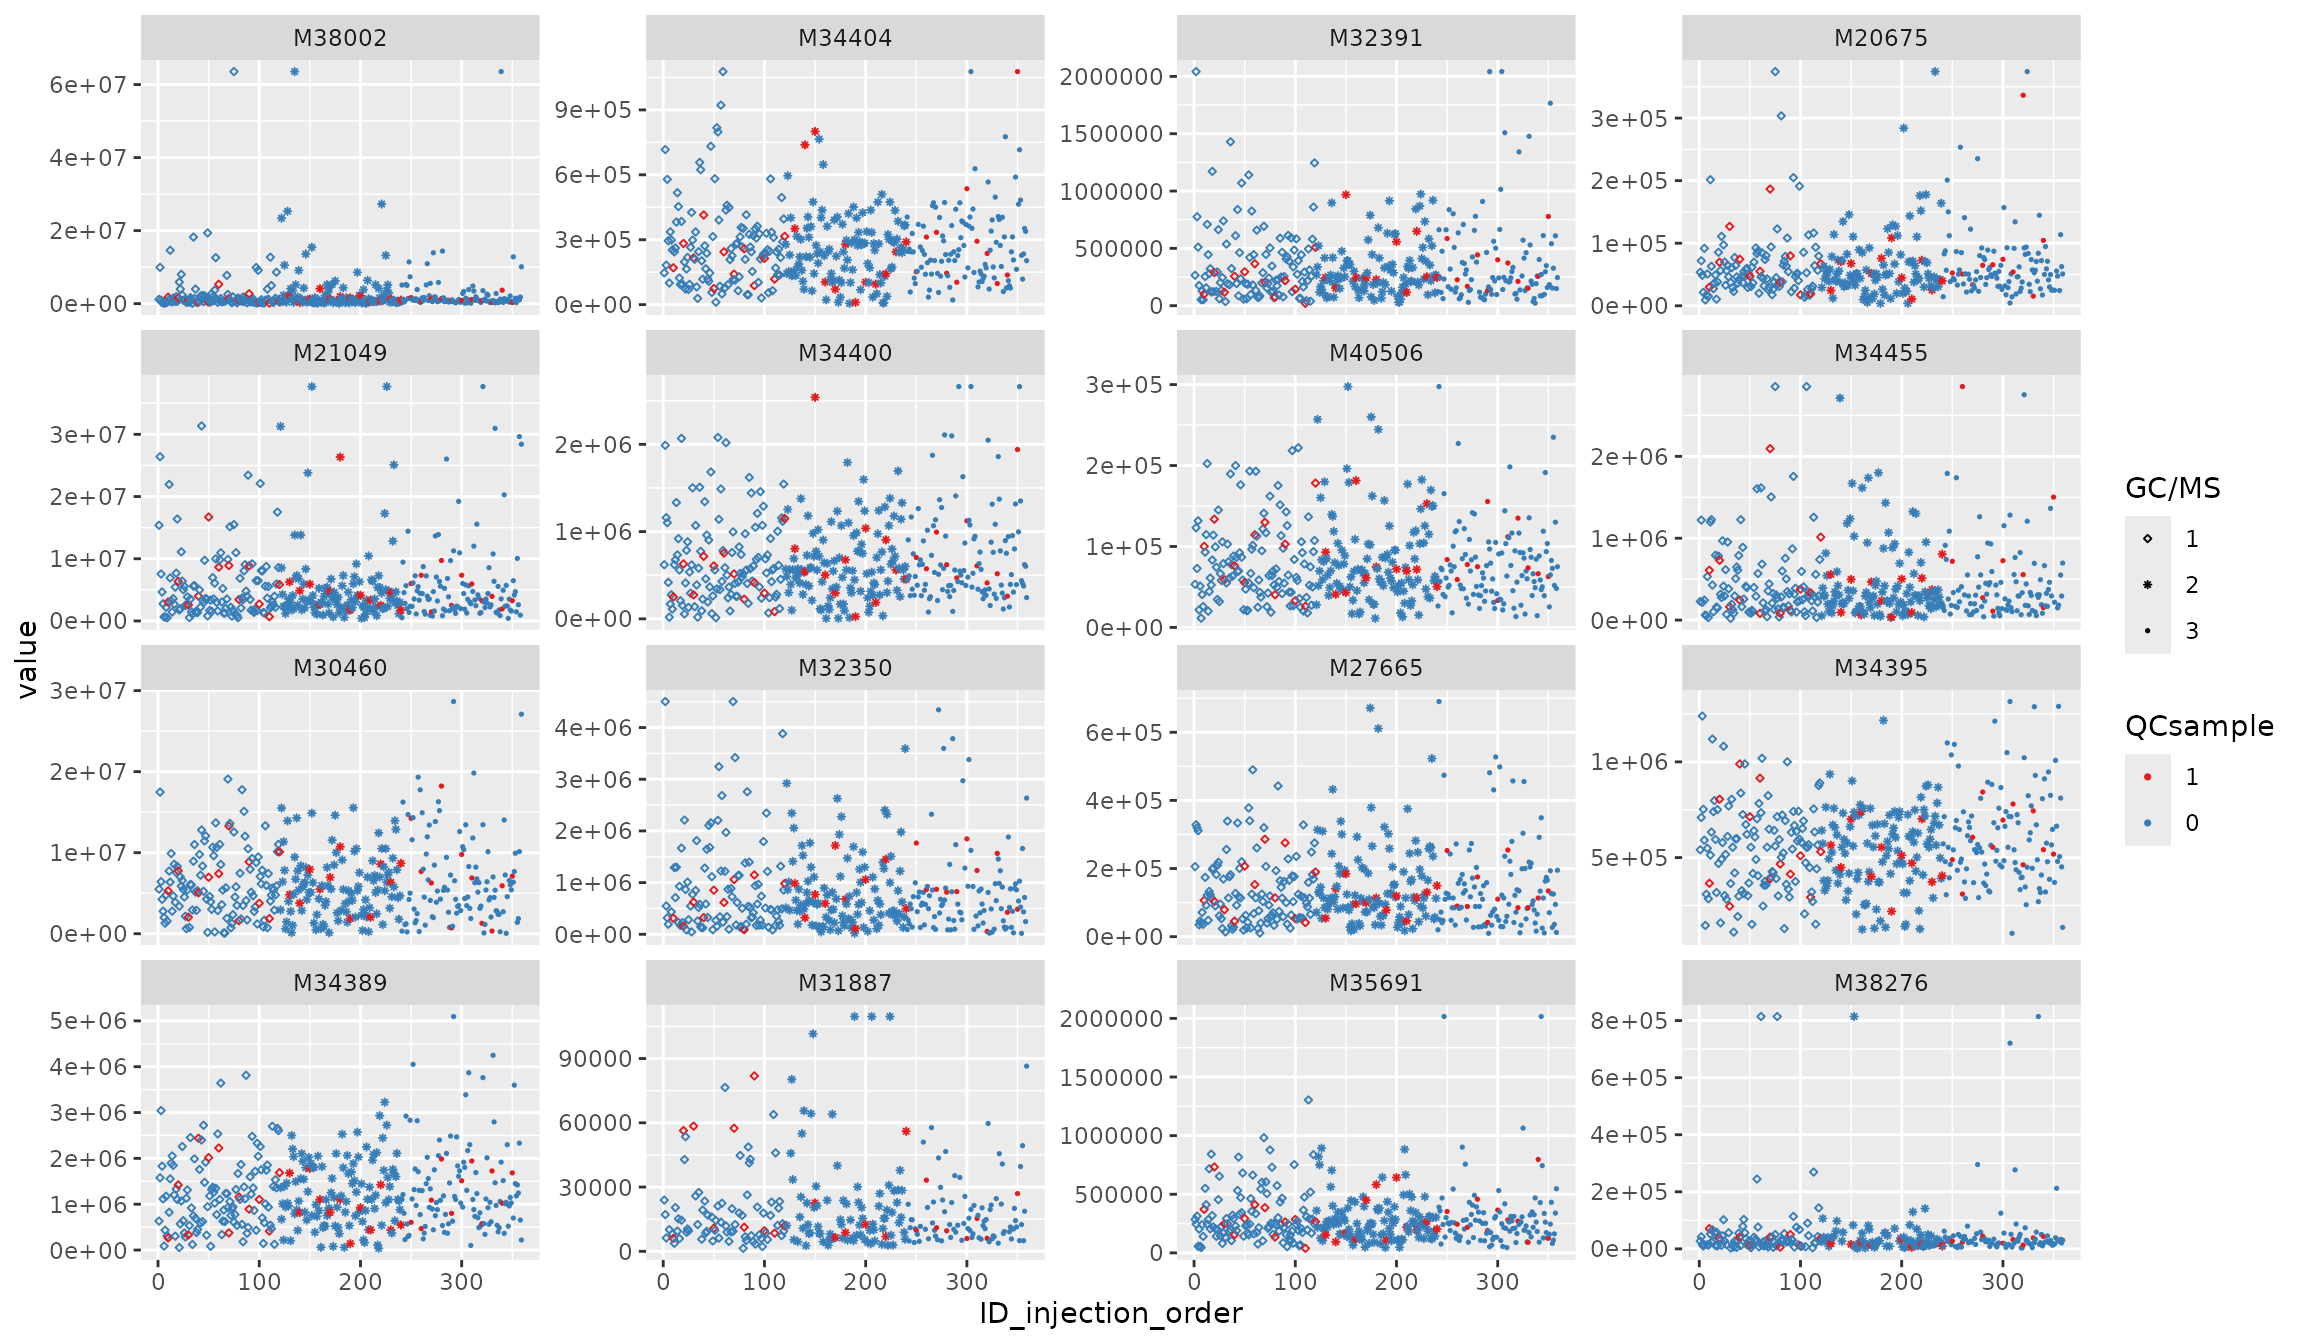 M38002 M34404 M32391 M20675
6e+07 4e+07 2e+07 0e+00
9e+05 6e+05 3e+05 0e+00
2000000 1500000 1000000 500000 0
3e+05 2e+05 1e+05 0e+00
M21049 M34400 M40506 M34455
3e+07 2e+07 1e+07 0e+00
2e+06 1e+06 0e+00
3e+05 2e+05 1e+05 0e+00
2e+06 1e+06 0e+00
M30460 M32350 M27665 M34395
3e+07 2e+07 1e+07 0e+00
4e+06 3e+06 2e+06 1e+06 0e+00
6e+05 4e+05 2e+05 0e+00
1e+06 5e+05
M34389 M31887 M35691 M38276
5e+06 4e+06 3e+06 2e+06 1e+06 0e+00
90000 60000 30000 0
2000000 1500000 1000000 500000 0
8e+05 6e+05 4e+05 2e+05 0e+00
0 100 200 300 0 100 200 300 0 100 200 300 0 100 200 300
ID_injection_order
value
GC/MS
1
2
3
QCsample
1
0